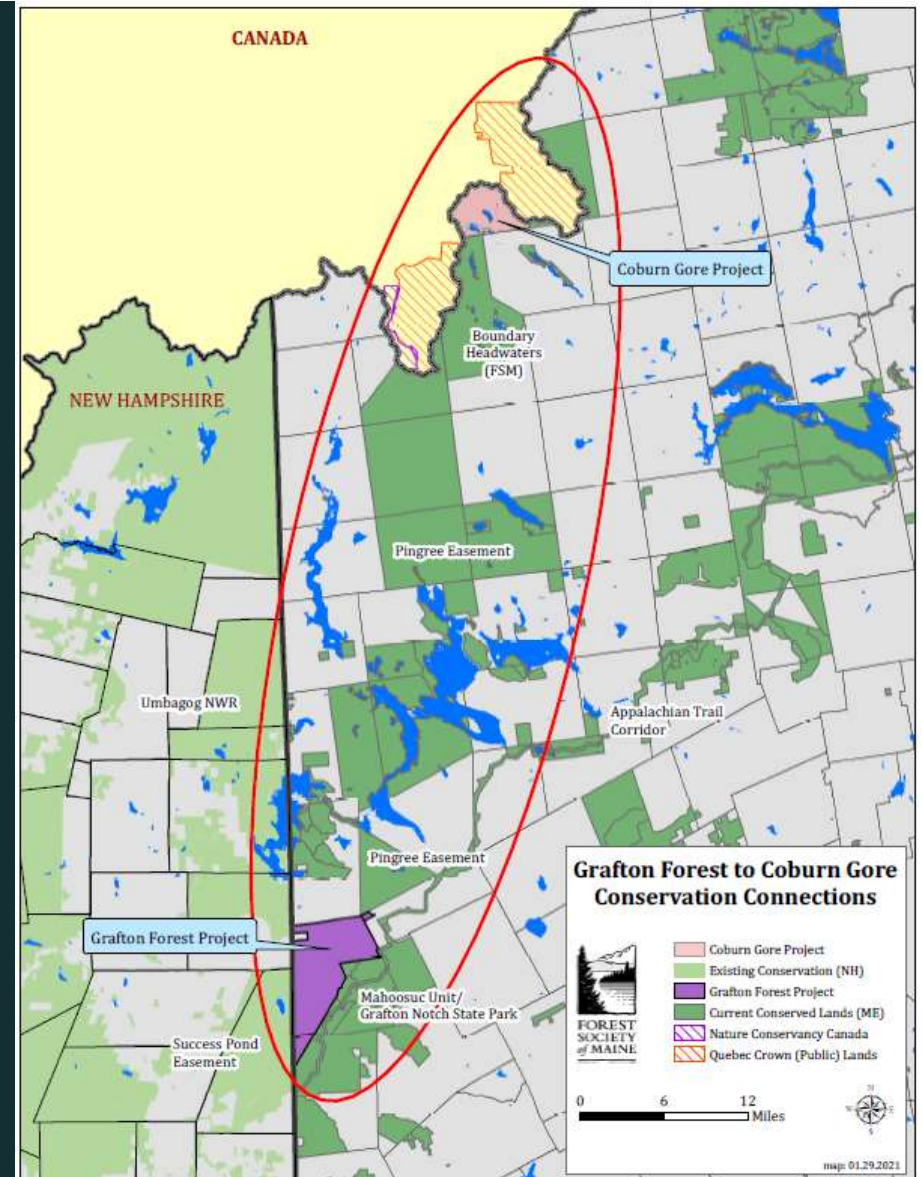 CANADA
Coburn Gore Project
Boundary
Headwaters
(FSM)
NEW HAMPSHIRE
Pingree Easement
Umbagog NWR
Appalachian Trail
Corridor
Pingree Easement
Grafton Forest Project
Mahoosuc Unit/
Grafton Notch State Park
Success Pond
Easement
Grafton Forest to Coburn Gore
Conservation Connections
FOREST
SOCIETY
of MAINE
Coburn Gore Project
Existing Conservation (NH)
Grafton Forest Project
Current Conserved Lands (ME)
Nature Conservancy Canada
Quebec Crown (Public) Lands
0 6 12
Miles
N
W E
S
map: 01.29.2021